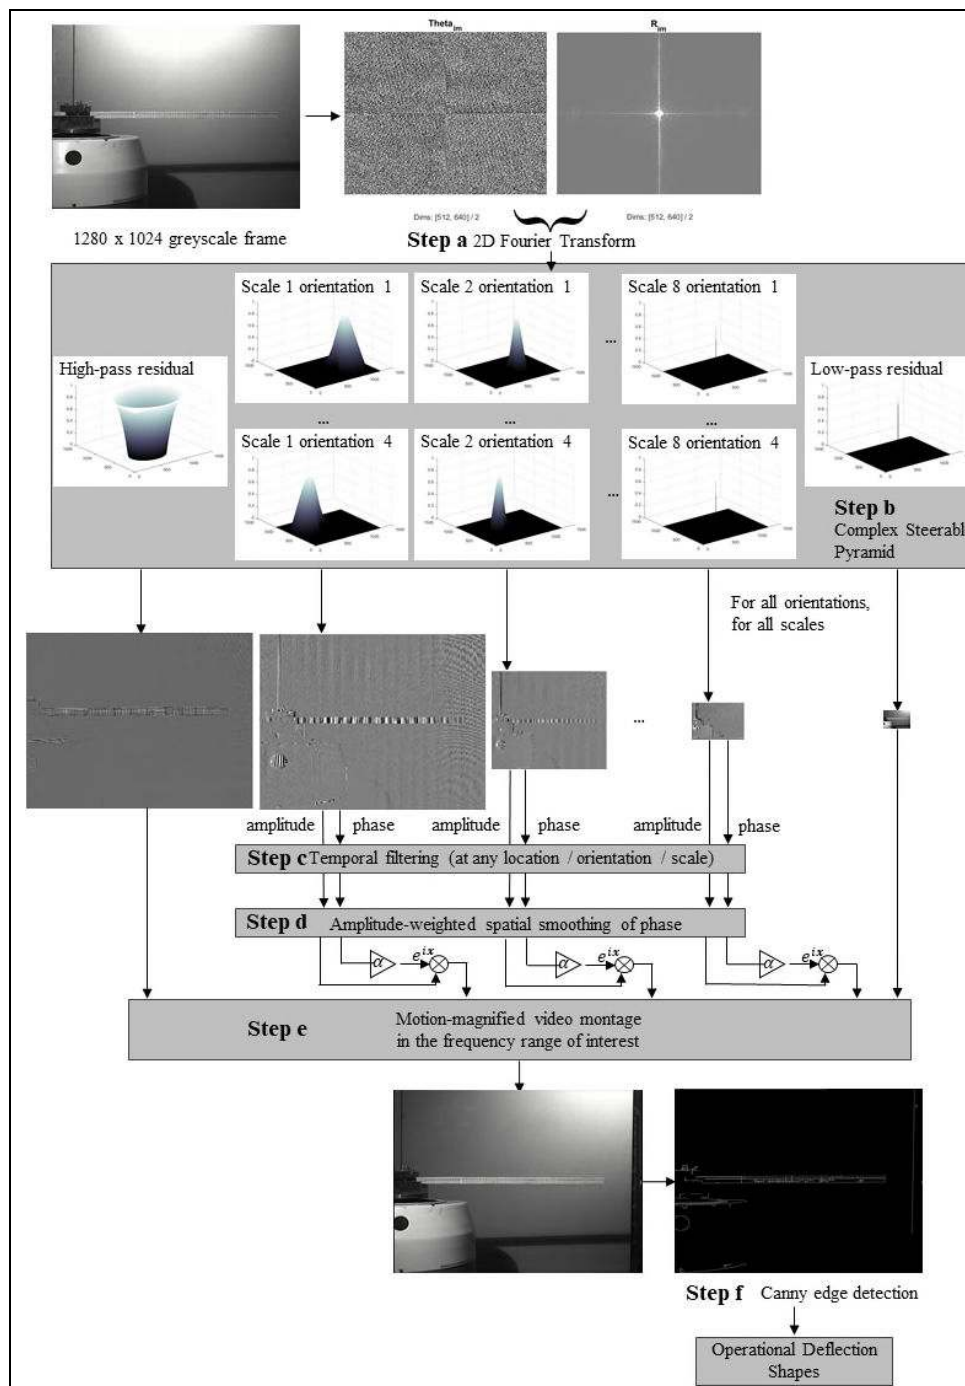 Theta_im
R_im
Dims: [512, 640] / 2
Dims: [512, 640] / 2
1280 x 1024 greyscale frame
Step a 2D Fourier Transform
Scale 1 orientation 1
Scale 2 orientation 1
Scale 8 orientation 1
...
High-pass residual
Low-pass residual
...
...
...
Scale 1 orientation 4
Scale 2 orientation 4
Scale 8 orientation 4
...
Step b
Complex Steerabl
Pyramid
For all orientations,
for all scales
...
amplitude
phase
amplitude
phase
amplitude
phase
Step c Temporal filtering (at any location / orientation / scale)
Step d Amplitude-weighted spatial smoothing of phase
α
e^{ix}
α
e^{ix}
α
e^{ix}
Step e
Motion-magnified video montage
in the frequency range of interest
Step f Canny edge detection
Operational Deflection
Shapes